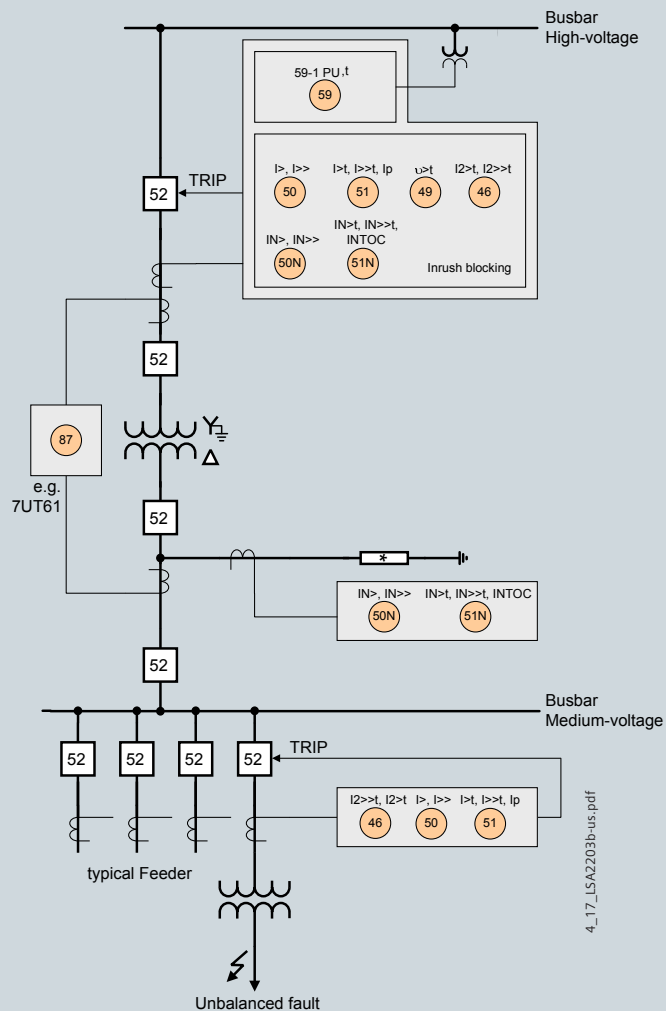 Busbar
High-voltage
59-1 PU,t
59
I>, I>>
I>t, I>>t, Ip
ʋ>t
I2>t, I2>>t
50
51
49
46
TRIP
52
IN>, IN>>
IN>t, IN>>t,
INTOC
50N
51N
Inrush blocking
52
87
e.g.
7UT61
52
*
IN>, IN>>
IN>t, IN>>t, INTOC
50N
51N
52
Busbar
Medium-voltage
52
52
52
52
TRIP
I2>>t, I2>t
I>, I>>
I>t, I>>t, Ip
46
50
51
typical Feeder
Unbalanced fault
4_17_LSA2203b-us.pdf